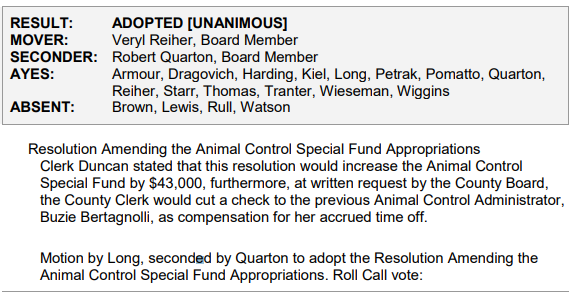 RESULT: ADOPTED [UNANIMOUS]
MOVER: Veryl Reiher, Board Member
SECONDER: Robert Quarton, Board Member
AYES: Armour, Dragovich, Harding, Kiel, Long, Petrak, Pomatto, Quarton,
Reiher, Starr, Thomas, Tranter, Wieseman, Wiggins
ABSENT: Brown, Lewis, Rull, Watson
Resolution Amending the Animal Control Special Fund Appropriations
Clerk Duncan stated that this resolution would increase the Animal Control
Special Fund by $43,000, furthermore, at written request by the County Board,
the County Clerk would cut a check to the previous Animal Control Administrator,
Buzie Bertagnolli, as compensation for her accrued time off.
Motion by Long, seconded by Quarton to adopt the Resolution Amending the
Animal Control Special Fund Appropriations. Roll Call vote: